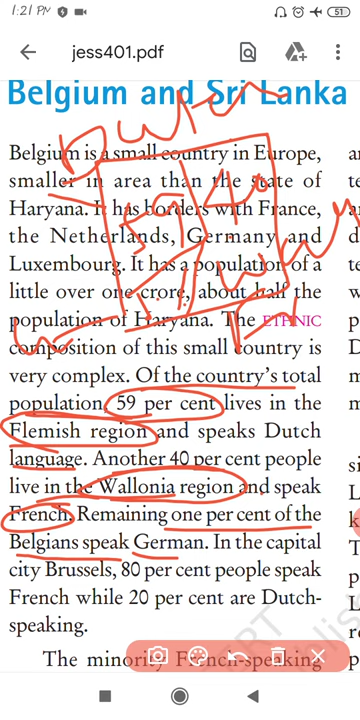 1:21 PM
51
jess401.pdf
Belgium and Sri Lanka
Dutch
59
40
Belgium is a small country in Europe,
smaller in area than the state of
Haryana. It has borders with France,
the Netherlands, Germany and
Luxembourg. It has a population of a
little over one crore, about half the
population of Haryana. The ETHNIC
composition of this small country is
very complex. Of the country's total
population, 59 per cent lives in the
Flemish region and speaks Dutch
language. Another 40 per cent people
live in the Wallonia region and speak
French. Remaining one per cent of the
Belgians speak German. In the capital
city Brussels, 80 per cent people speak
French while 20 per cent are Dutch-
speaking.
The minority French-speaking